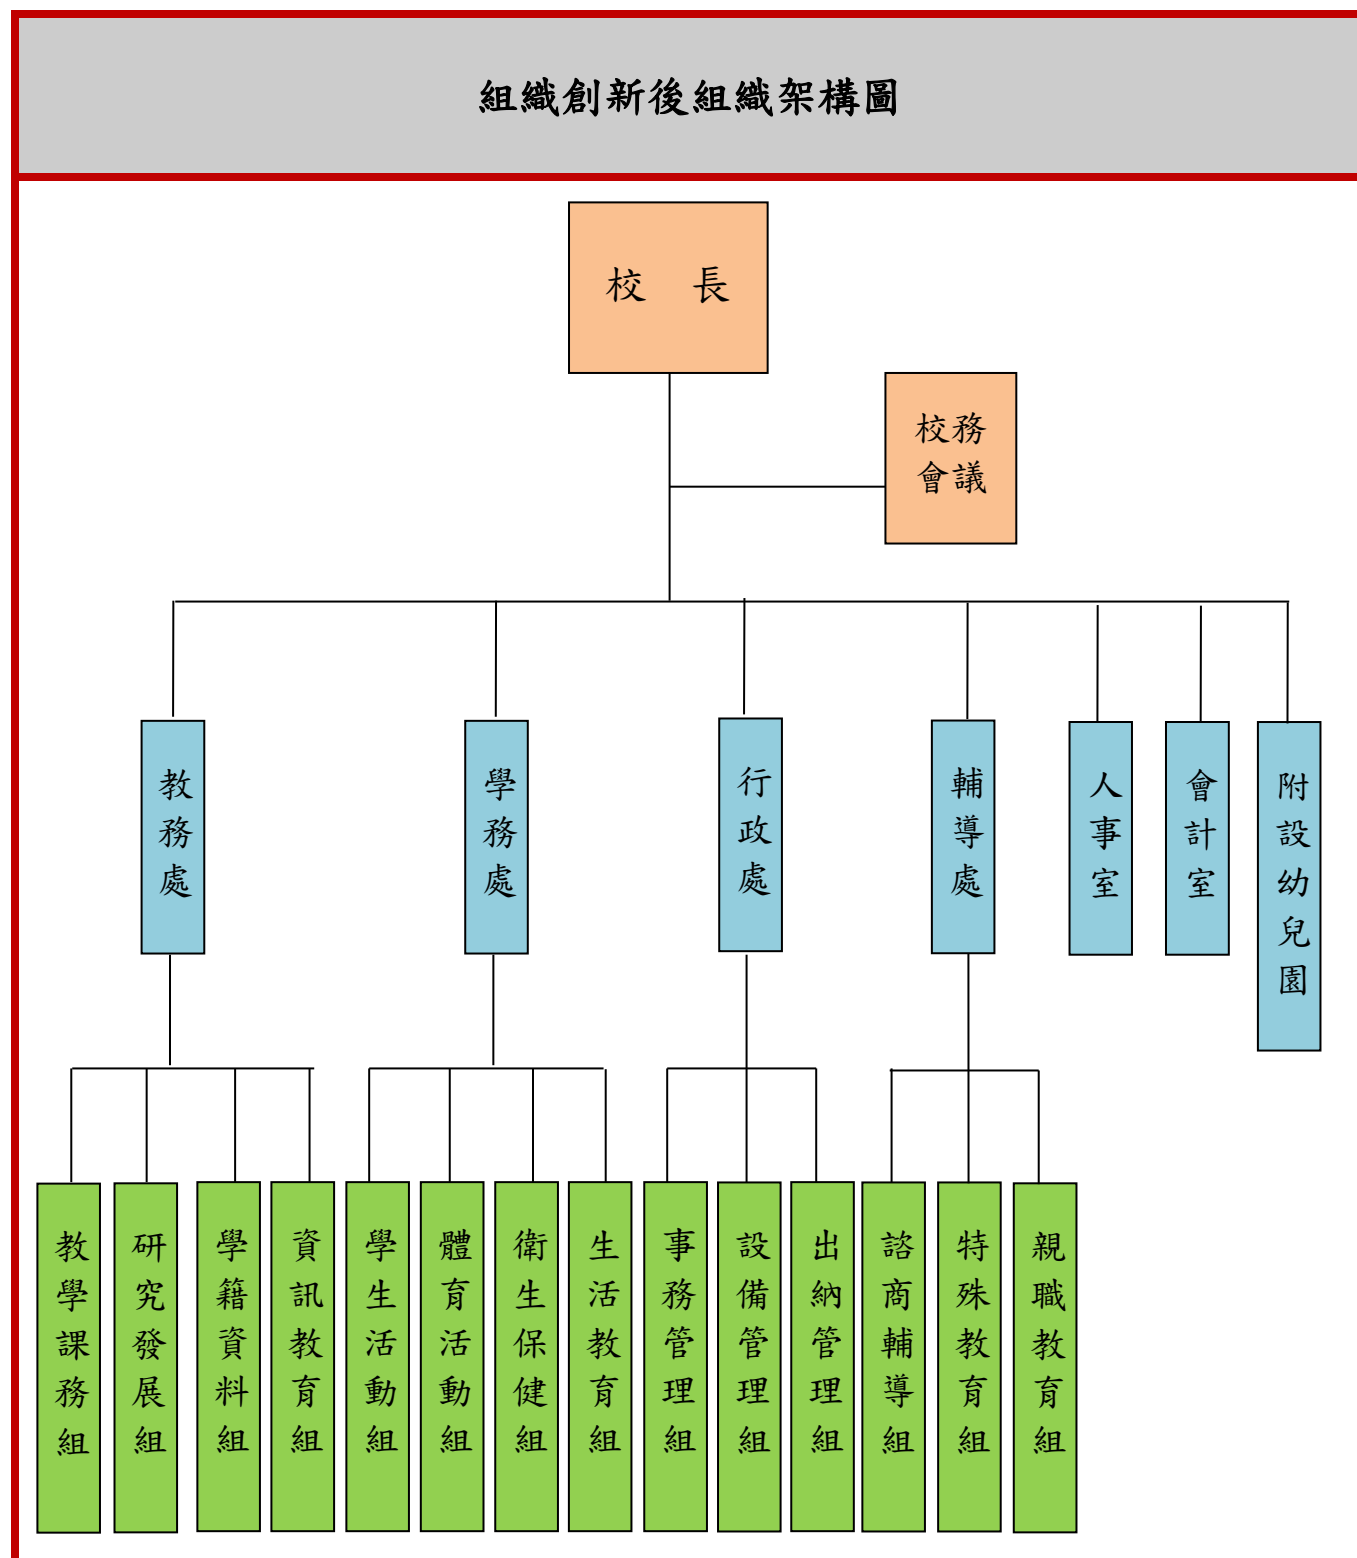 組織創新後組織架構圖
校 長
校務
會議
教務處
學務處
行政處
輔導處
人事室
會計室
附設幼兒園
教學課務組
研究發展組
學籍資料組
資訊教育組
學生活動組
體育活動組
衛生保健組
生活教育組
事務管理組
設備管理組
出納管理組
諮商輔導組
特殊教育組
親職教育組